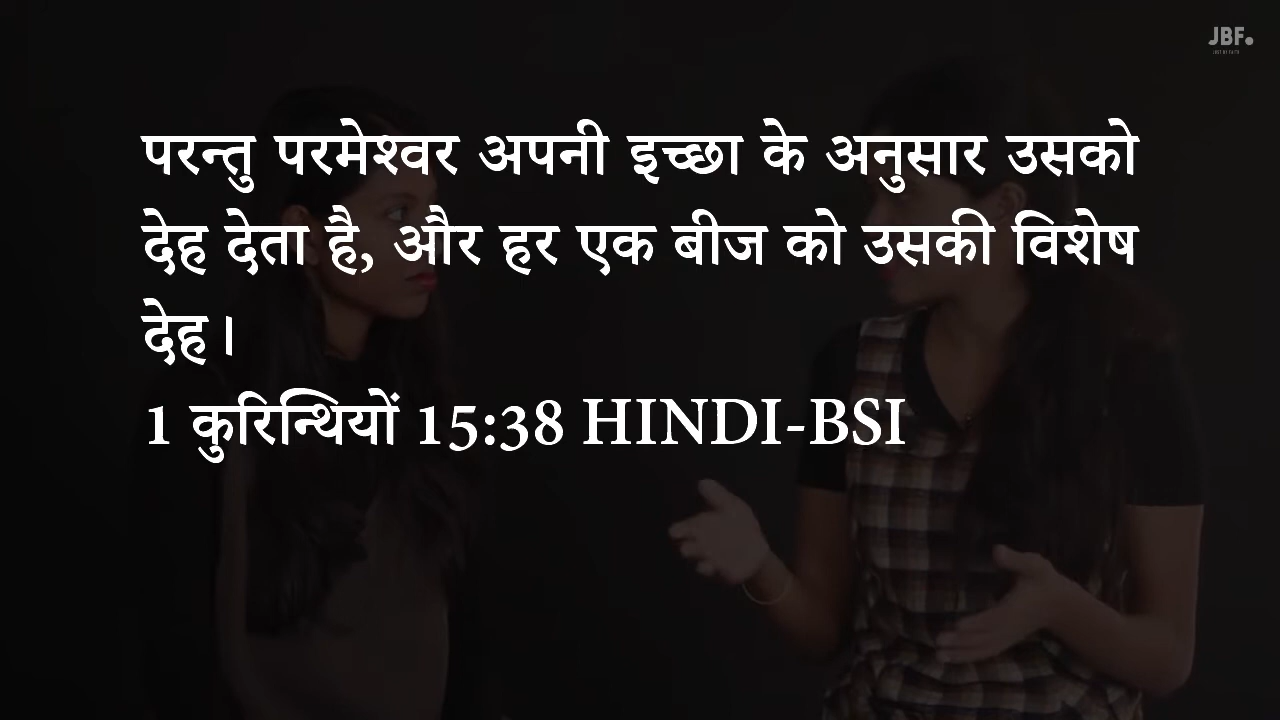 JBF.
परन्तु परमेश्वर अपनी इच्छा के अनुसार उसको
देह देता है, और हर एक बीज को उसकी विशेष
देह।
1 कुरिन्थियों 15:38 HINDI-BSI